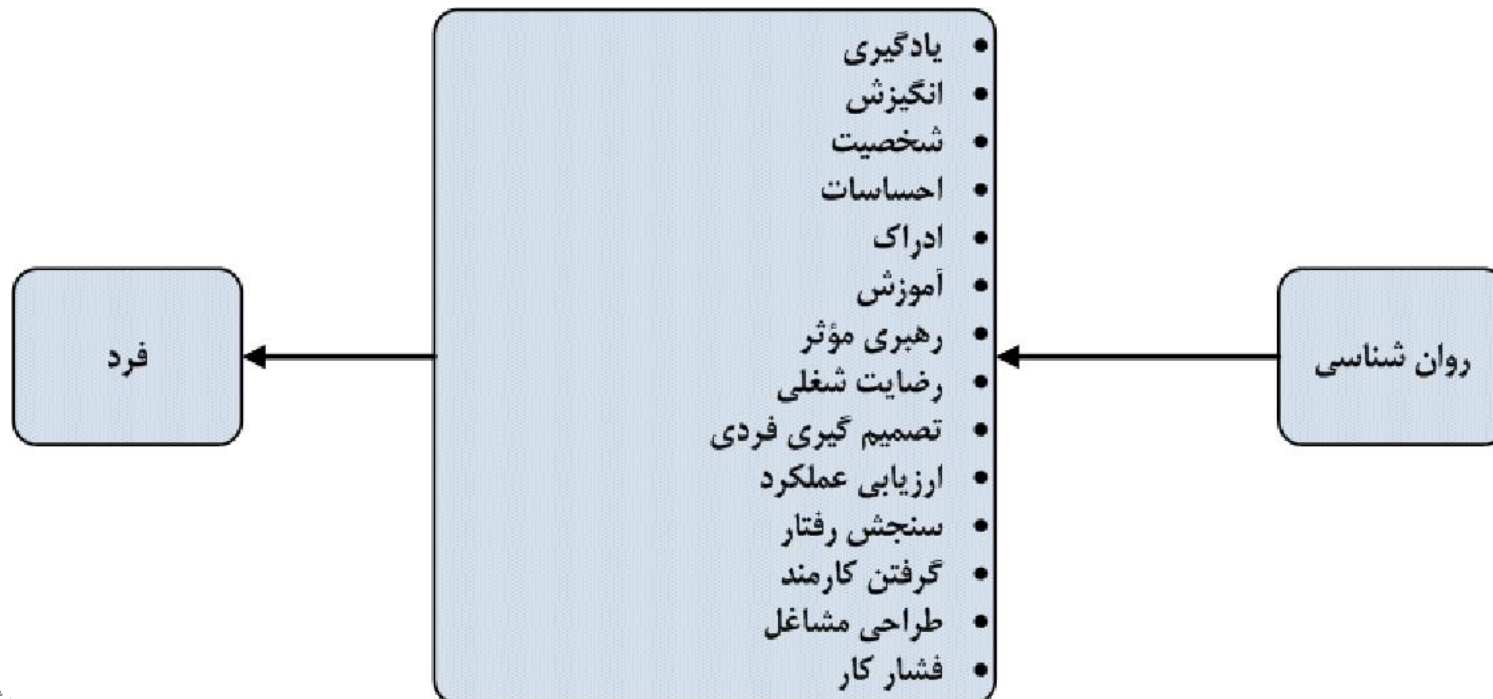 روان شناسی
• یادگیری
• انگیزش
• شخصیت
• احساسات
• ادراک
• آموزش
• رهبری مؤثر
• رضایت شغلی
• تصمیم گیری فردی
• ارزیابی عملکرد
• سنجش رفتار
• گرفتن کارمند
• طراحی مشاغل
• فشار کار
فرد